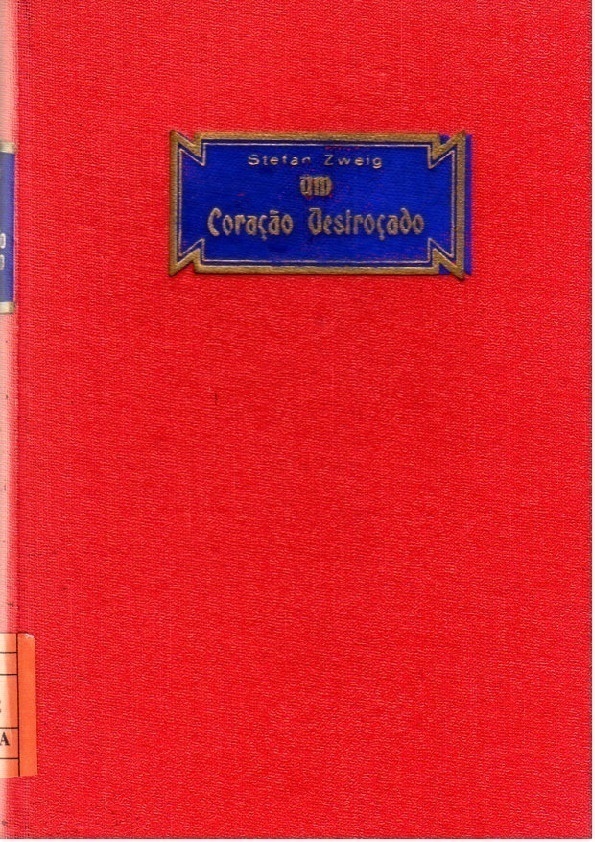 Stefan Zweig
Um
Coração Destroçado